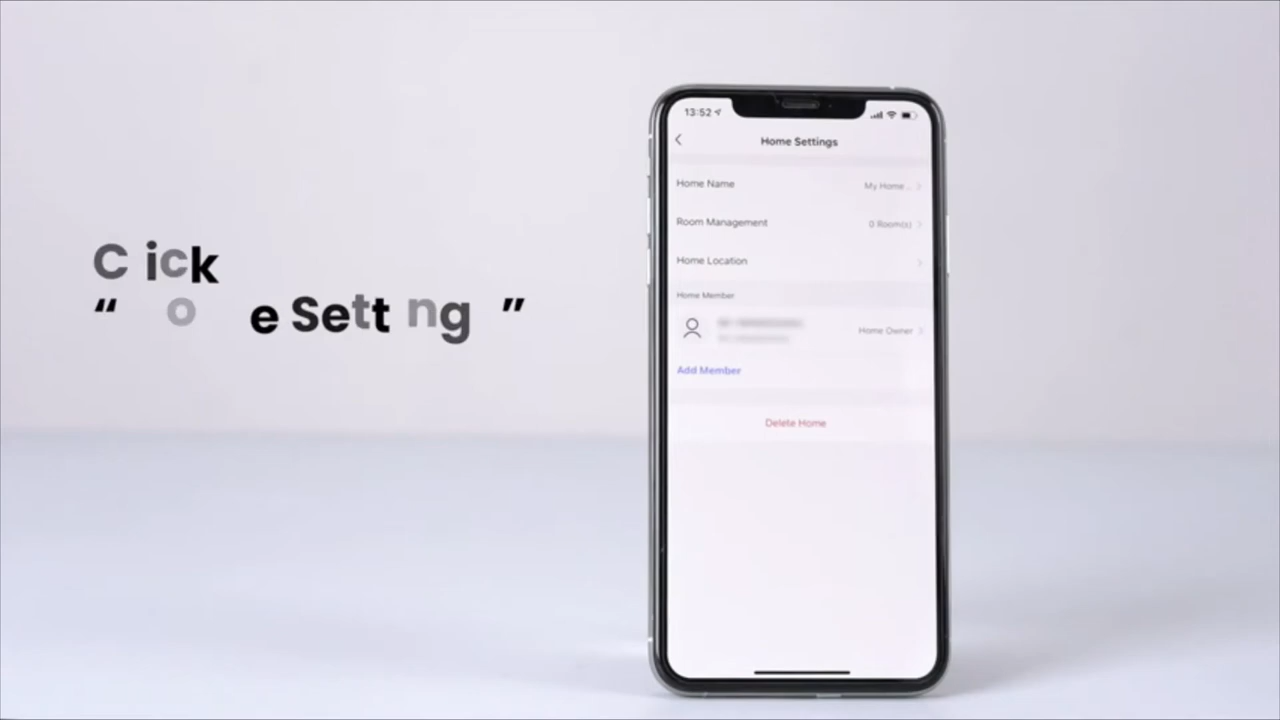 C ick
“ o e Sett ng ”
13:52
Home Settings
Home Name My Home ..
Room Management 0 Room(s)
Home Location
Home Member
Home Owner
Add Member
Delete Home